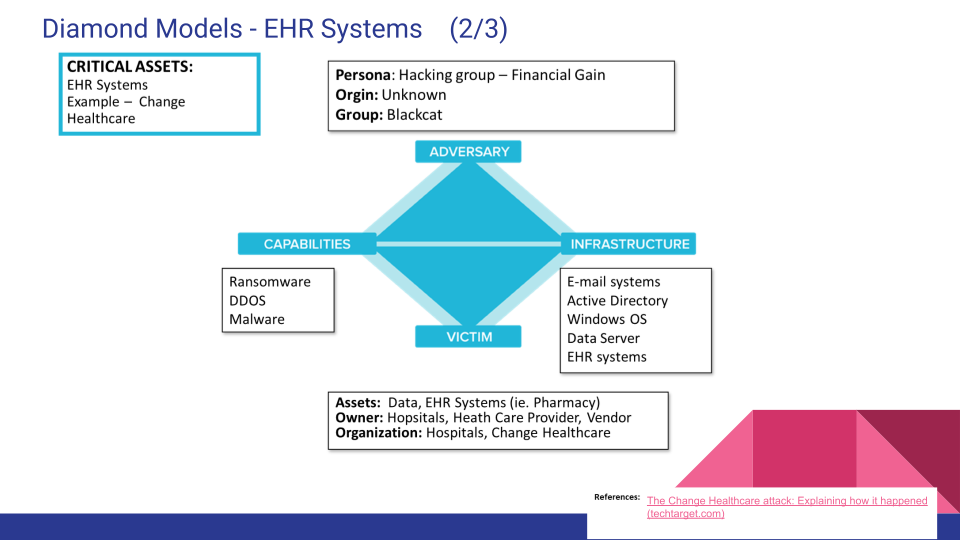 Diamond Models - EHR Systems (2/3)
CRITICAL ASSETS:
EHR Systems
Example – Change
Healthcare
Persona: Hacking group – Financial Gain
Orgin: Unknown
Group: Blackcat
ADVERSARY
CAPABILITIES
INFRASTRUCTURE
Ransomware
DDOS
Malware
E-mail systems
Active Directory
Windows OS
Data Server
EHR systems
VICTIM
Assets: Data, EHR Systems (ie. Pharmacy)
Owner: Hopsitals, Heath Care Provider, Vendor
Organization: Hospitals, Change Healthcare
References:
The Change Healthcare attack: Explaining how it happened
(techtarget.com)